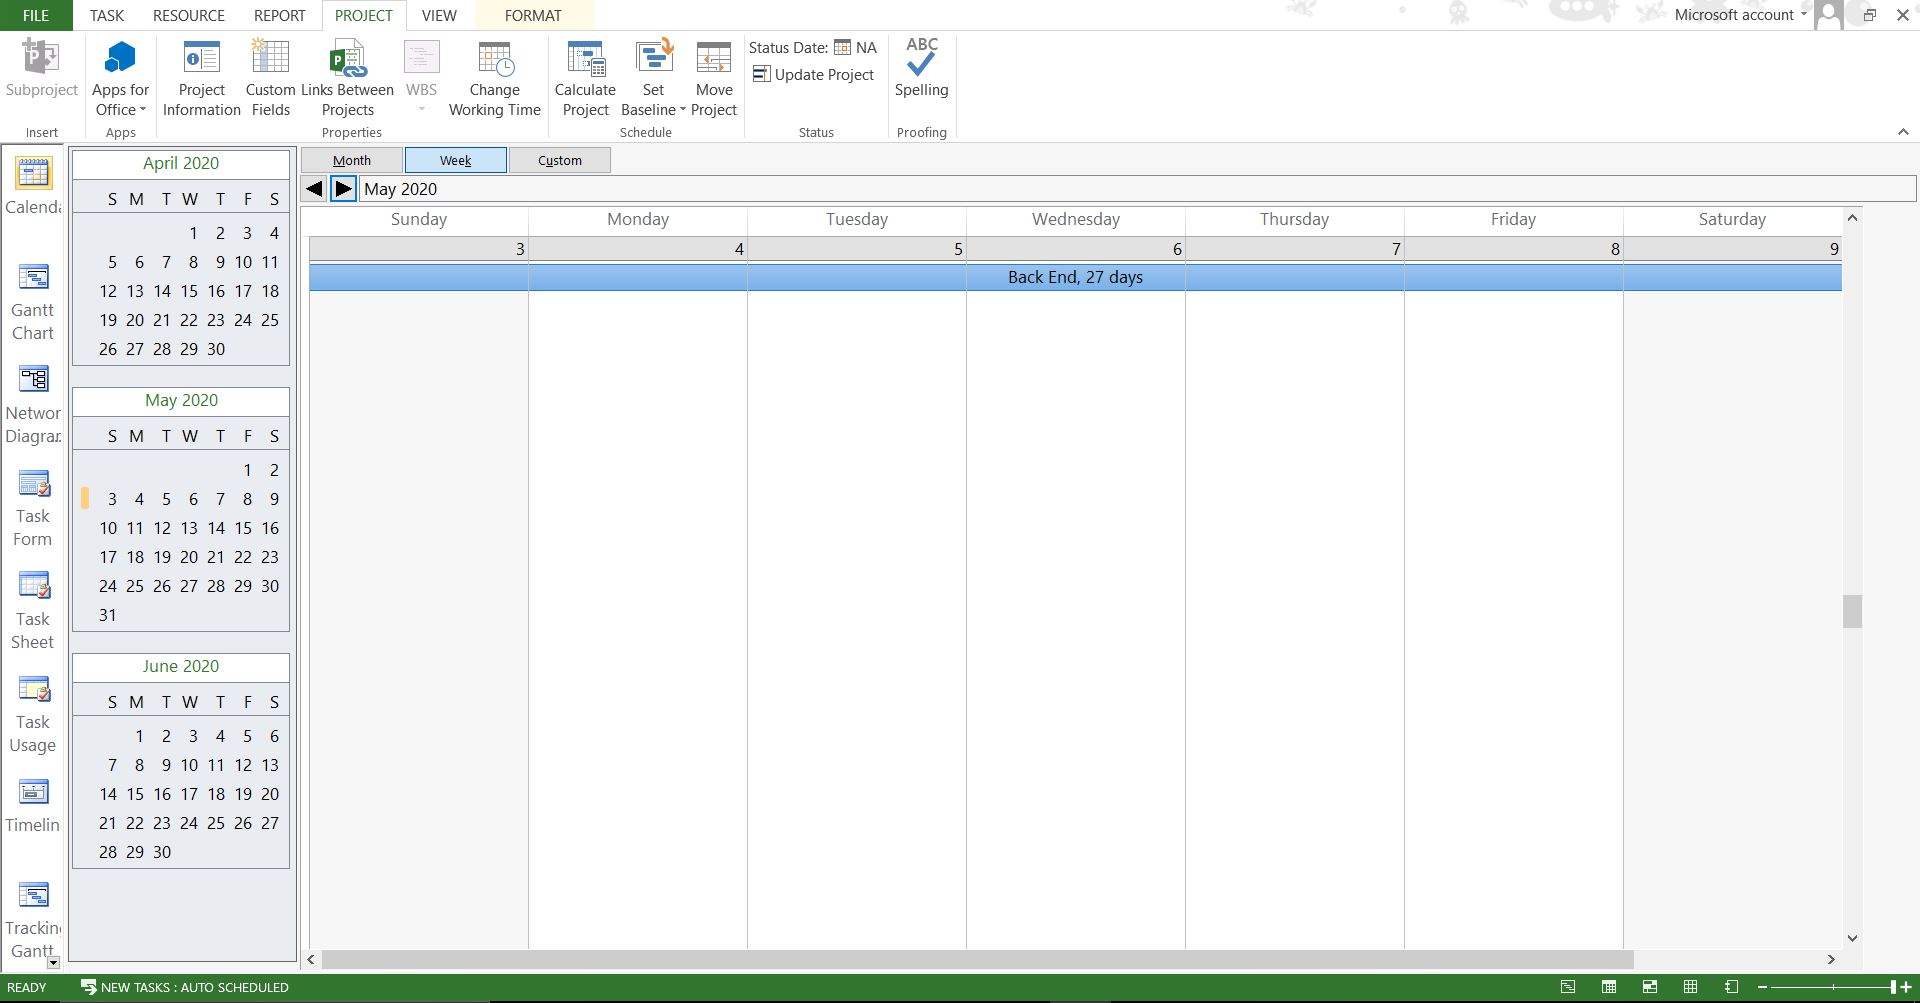 FILE TASK RESOURCE REPORT PROJECT VIEW FORMAT Microsoft account
Subproject
Insert
Apps for
Office
Apps
Project
Information
Custom
Fields
Links Between
Projects
WBS
Change
Working Time
Properties
Calculate
Project
Set
Baseline
Move
Project
Schedule
Status Date: NA
Update Project
Status
ABC
Spelling
Proofing
Calenda
Gantt
Chart
Networ
Diagra..
Task
Form
Task
Sheet
Task
Usage
Timelin
Tracking
Gantt
April 2020
S M T W T F S
1 2 3 4
5 6 7 8 9 10 11
12 13 14 15 16 17 18
19 20 21 22 23 24 25
26 27 28 29 30
May 2020
S M T W T F S
1 2
3 4 5 6 7 8 9
10 11 12 13 14 15 16
17 18 19 20 21 22 23
24 25 26 27 28 29 30
31
June 2020
S M T W T F S
1 2 3 4 5 6
7 8 9 10 11 12 13
14 15 16 17 18 19 20
21 22 23 24 25 26 27
28 29 30
Month Week Custom
May 2020
Sunday Monday Tuesday Wednesday Thursday Friday Saturday
3 4 5 6 7 8 9
Back End, 27 days
READY NEW TASKS : AUTO SCHEDULED